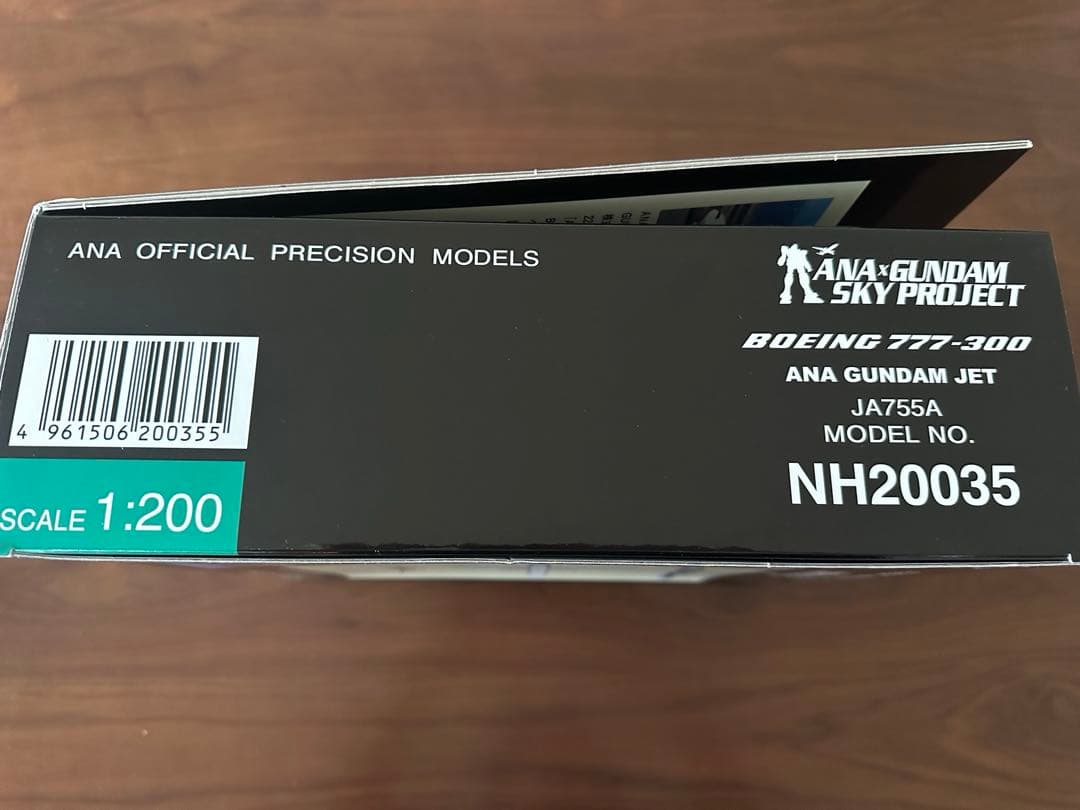 ANA OFFICIAL PRECISION MODELS
ANA×GUNDAM
SKY PROJECT
BOEING 777-300
ANA GUNDAM JET
JA755A
MODEL NO.
NH20035
4 961506 200355
SCALE 1:200